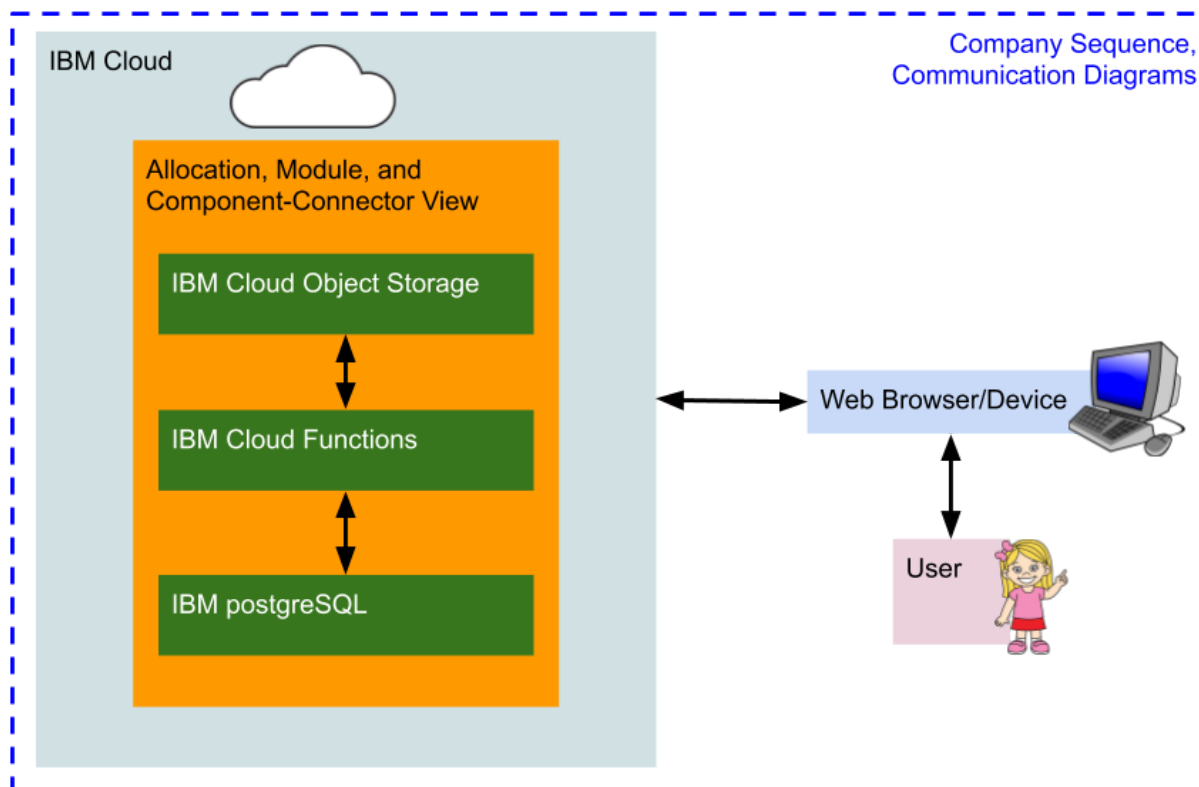 IBM Cloud
Company Sequence,
Communication Diagrams
Allocation, Module, and
Component-Connector View
IBM Cloud Object Storage
IBM Cloud Functions
IBM postgreSQL
Web Browser/Device
User